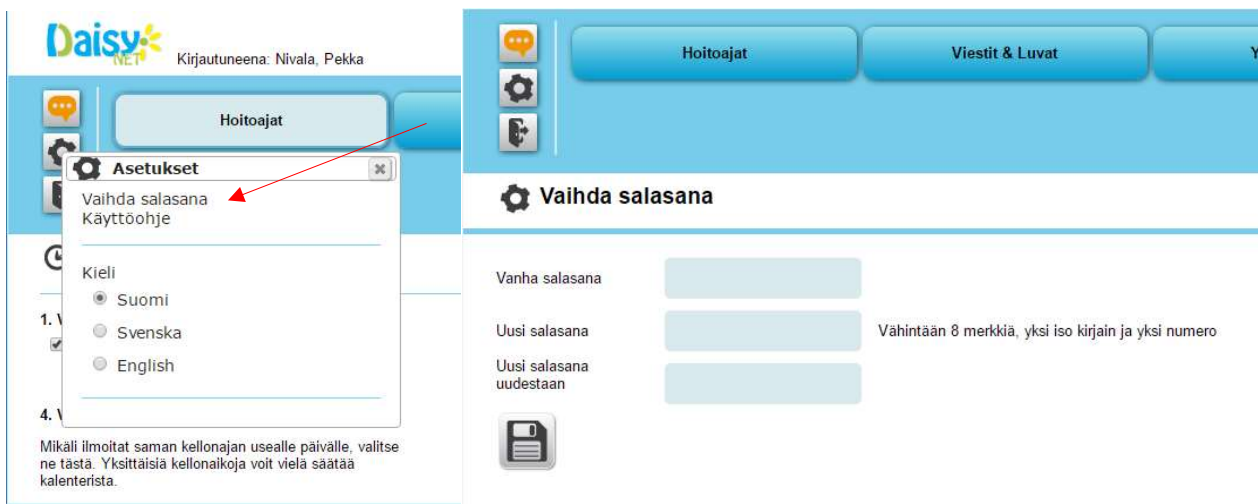 Daisy
NET
Kirjautuneena: Nivala, Pekka
Hoitoajat
Asetukset
Vaihda salasana
Käyttöohje
Kieli
Suomi
Svenska
English
1. V
4. V
Mikäli ilmoitat saman kellonajan usealle päivälle, valitse
ne tästä. Yksittäisiä kellonaikoja voit vielä säätää
kalenterista.
Hoitoajat
Viestit & Luvat
Y
Vaihda salasana
Vanha salasana
Uusi salasana
Vähintään 8 merkkiä, yksi iso kirjain ja yksi numero
Uusi salasana
uudestaan